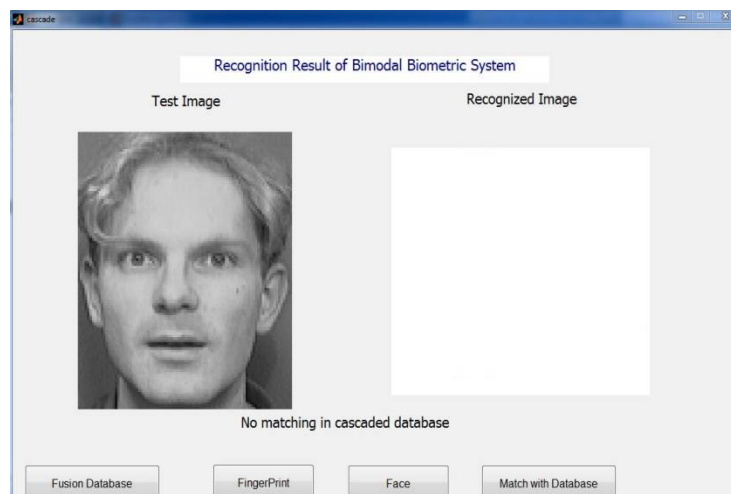 cascade
Recognition Result of Bimodal Biometric System
Test Image
Recognized Image
No matching in cascaded database
Fusion Database
FingerPrint
Face
Match with Database